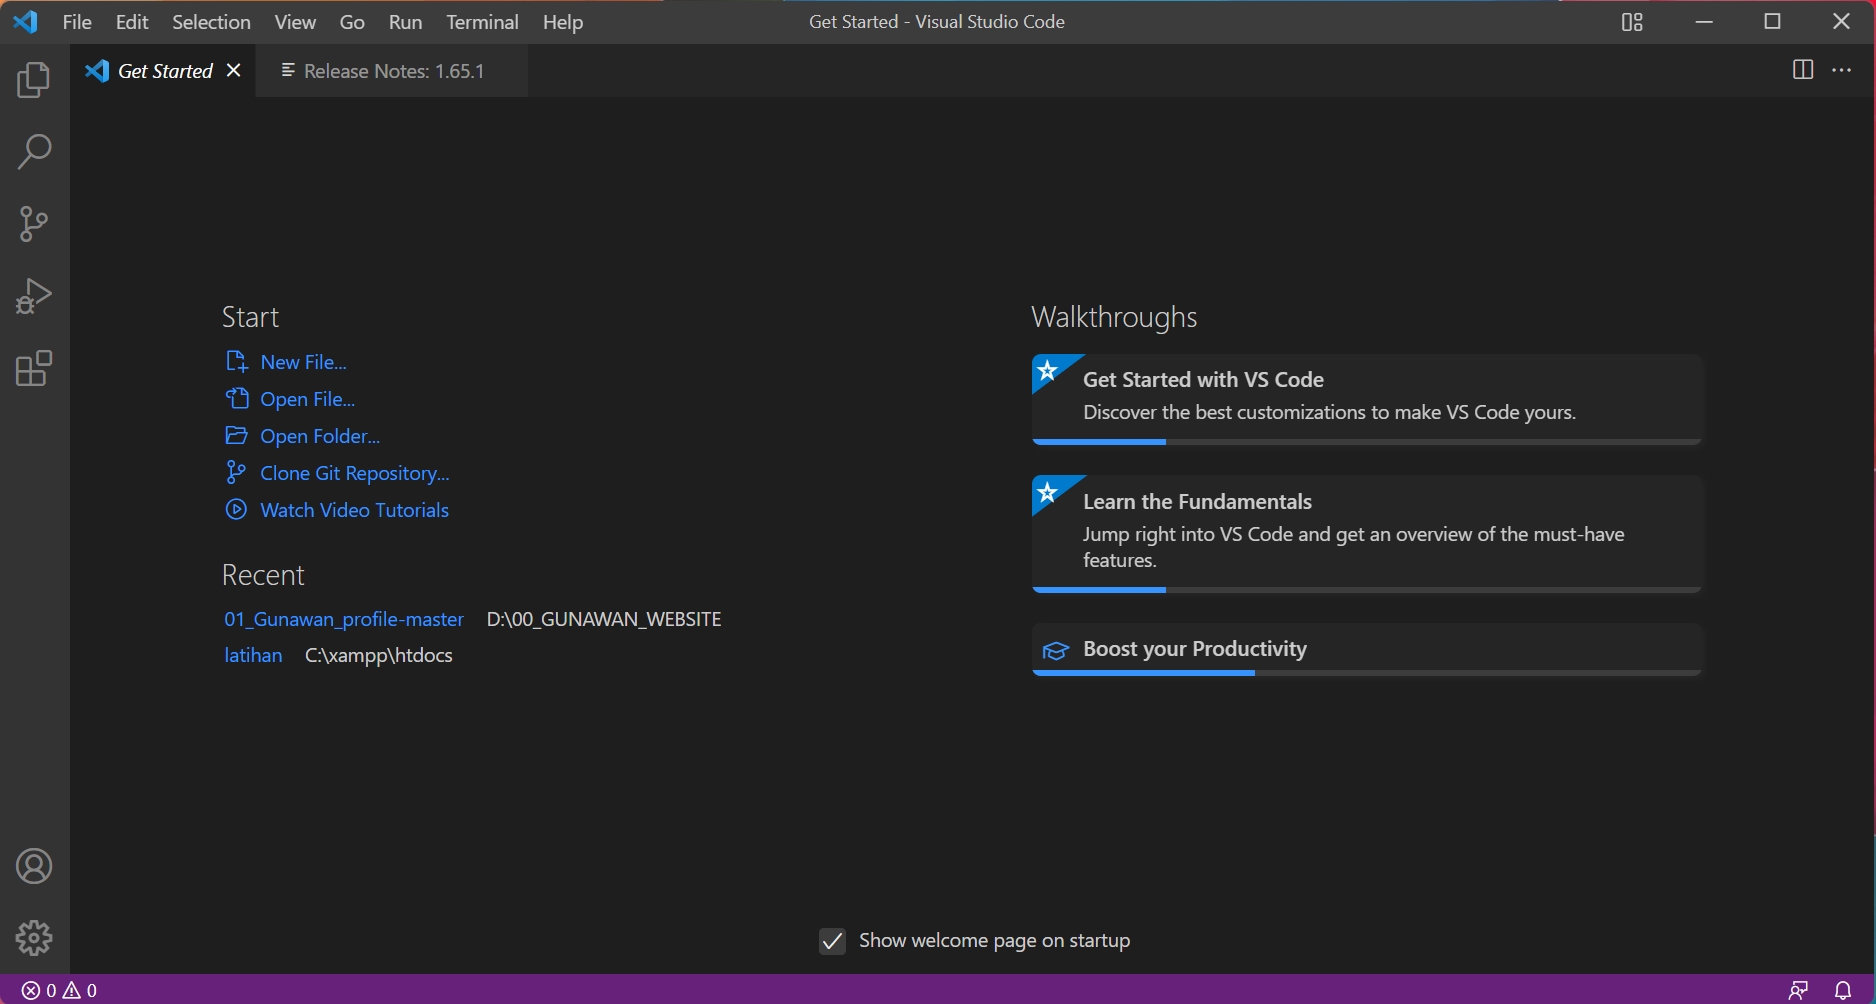 File Edit Selection View Go Run Terminal Help Get Started - Visual Studio Code
Get Started Release Notes: 1.65.1
Start
New File...
Open File...
Open Folder...
Clone Git Repository...
Watch Video Tutorials
Recent
01_Gunawan_profile-master D:\00_GUNAWAN_WEBSITE
latihan C:\xampp\htdocs
Walkthroughs
Get Started with VS Code
Discover the best customizations to make VS Code yours.
Learn the Fundamentals
Jump right into VS Code and get an overview of the must-have
features.
Boost your Productivity
Show welcome page on startup
0 0